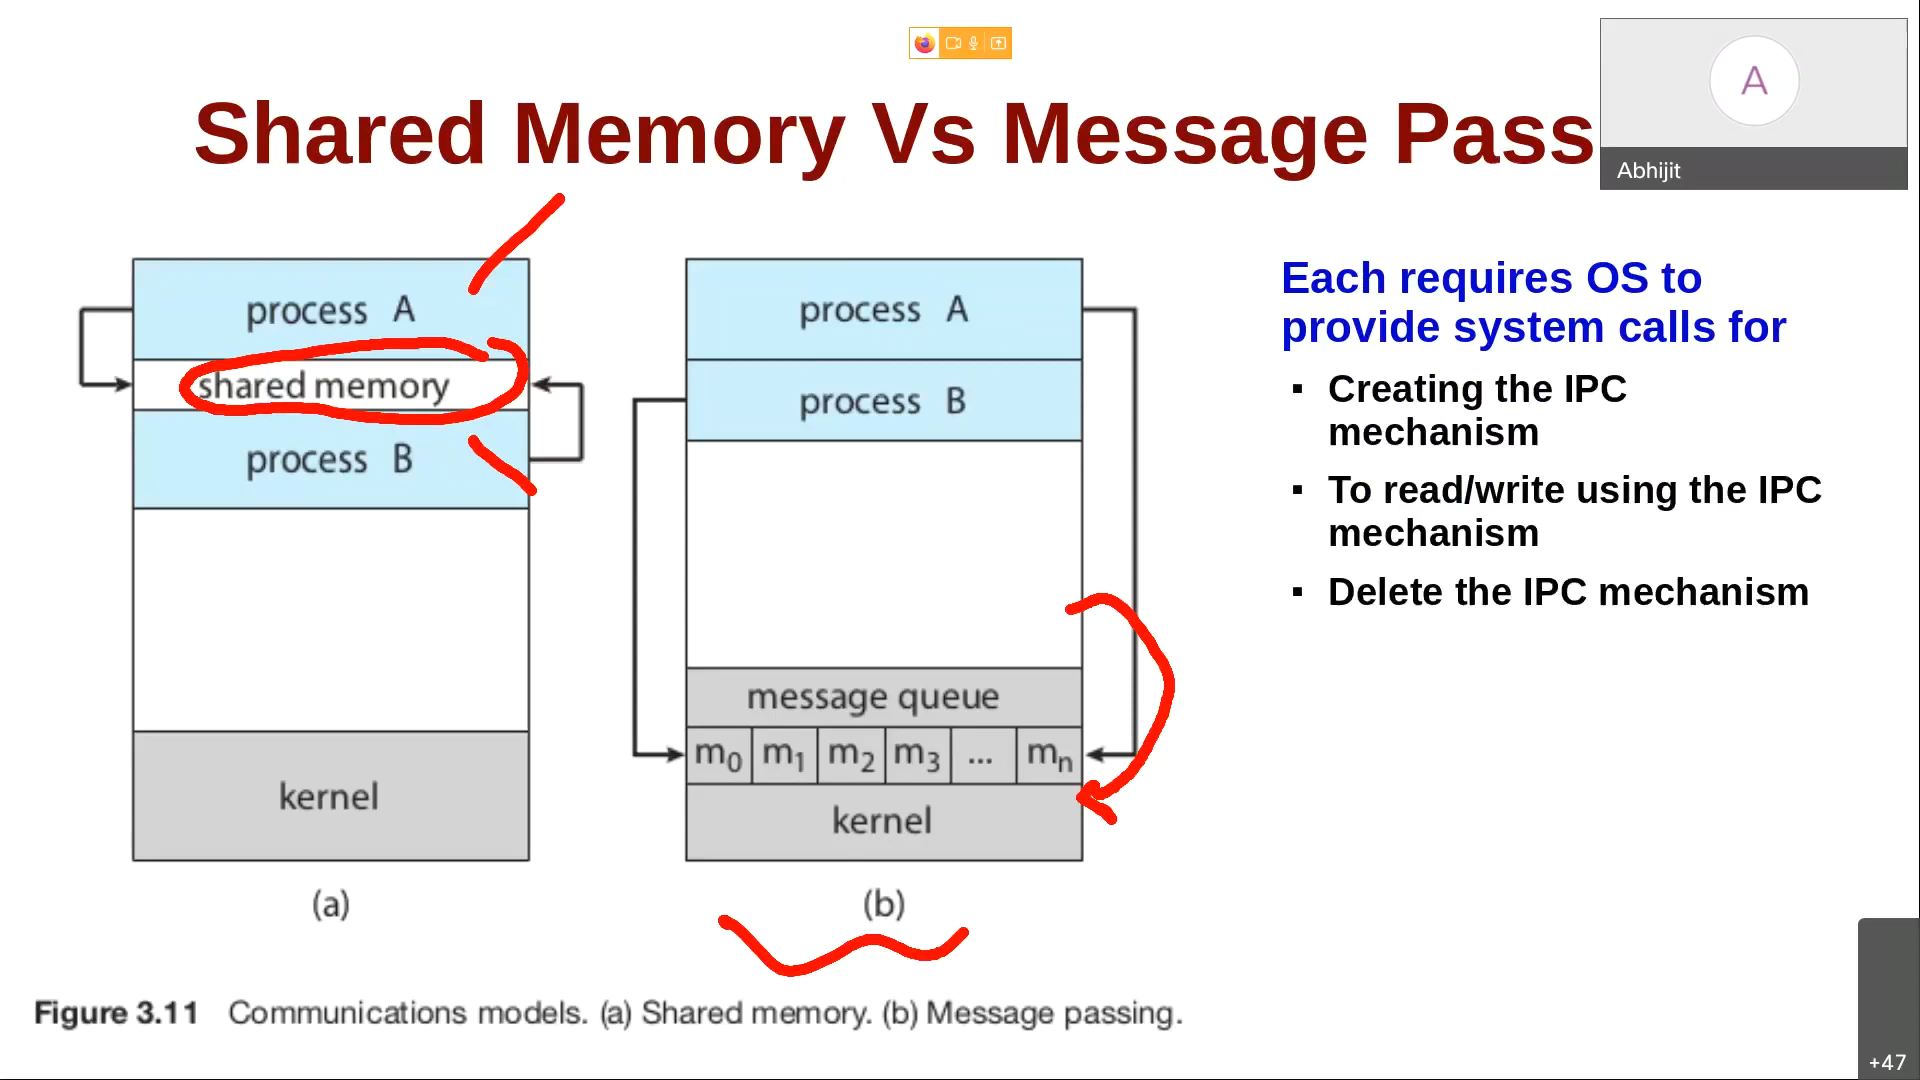 Shared Memory Vs Message Pass
A
Abhijit
process A
shared memory
process B
kernel
(a)
process A
process B
message queue
m0 m1 m2 m3 ... mn
kernel
(b)
Each requires OS to
provide system calls for
▪ Creating the IPC
mechanism
▪ To read/write using the IPC
mechanism
▪ Delete the IPC mechanism
Figure 3.11 Communications models. (a) Shared memory. (b) Message passing.
+47